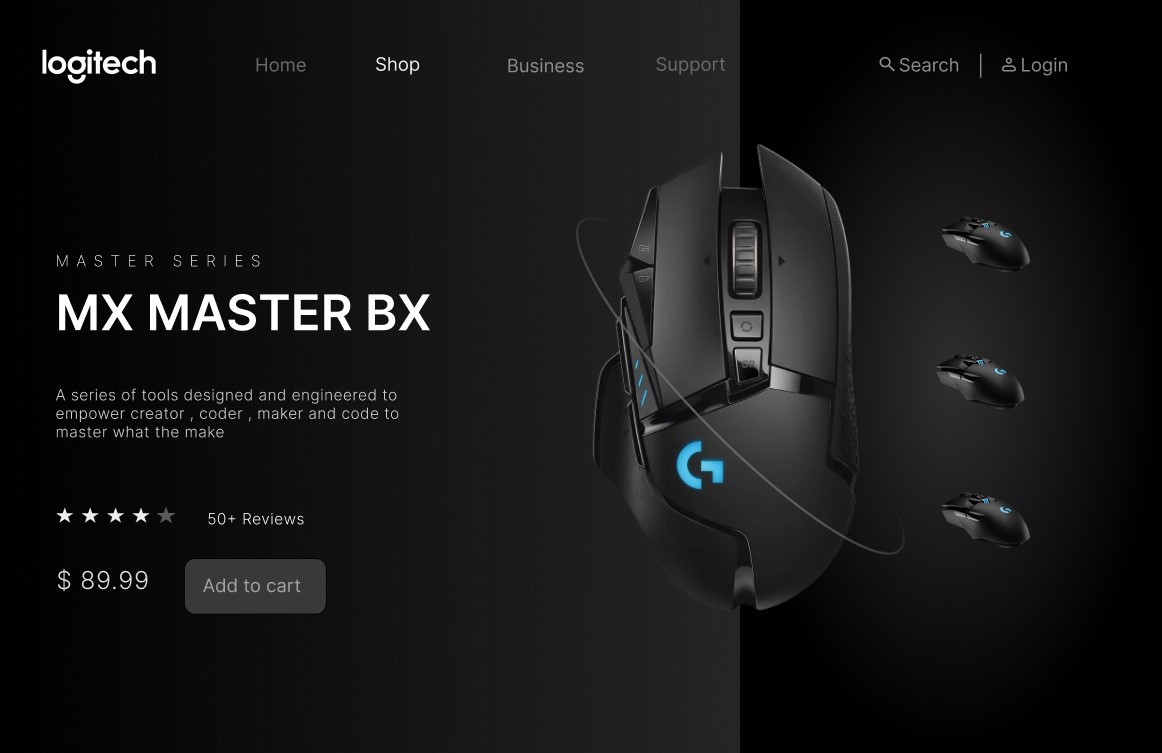 logitech
Home Shop Business Support Search | Login
MASTER SERIES
MX MASTER BX
A series of tools designed and engineered to
empower creator , coder , maker and code to
master what the make
50+ Reviews
$ 89.99
Add to cart
G